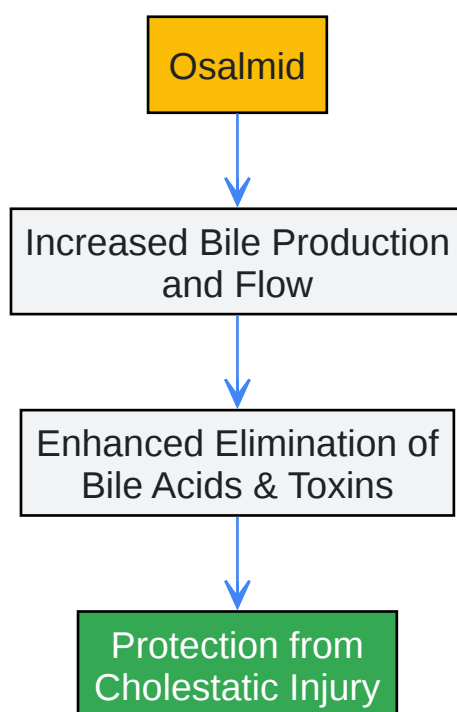 Osalmid
Increased Bile Production
and Flow
Enhanced Elimination of
Bile Acids & Toxins
Protection from
Cholestatic Injury